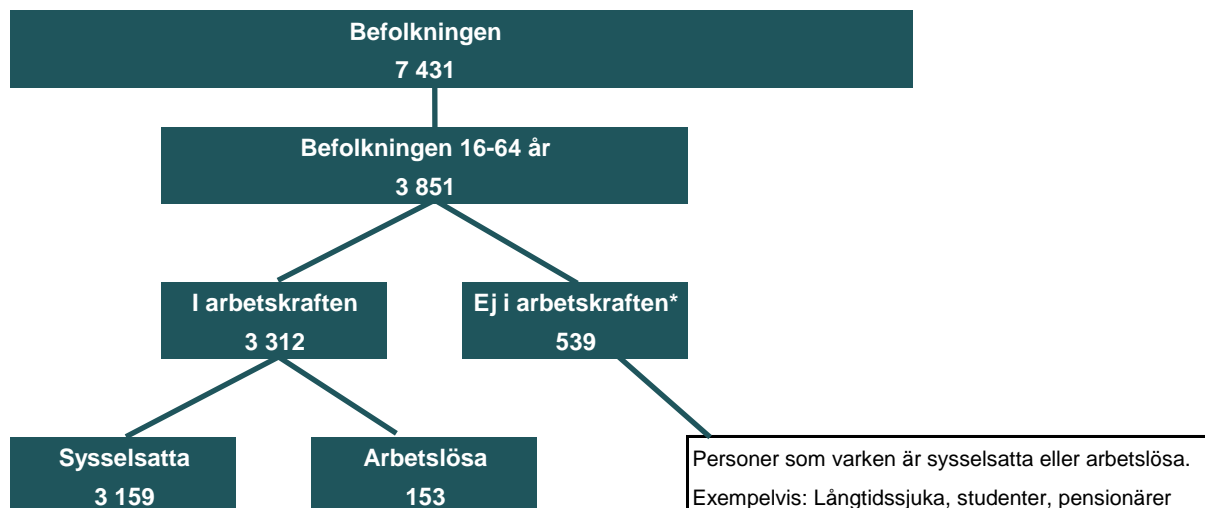 Befolkningen
7 431
Befolkningen 16-64 år
3 851
I arbetskraften
3 312
Ej i arbetskraften*
539
Sysselsatta
3 159
Arbetslösa
153
Personer som varken är sysselsatta eller arbetslösa.
Exempelvis: Långtidssjuka, studenter, pensionärer